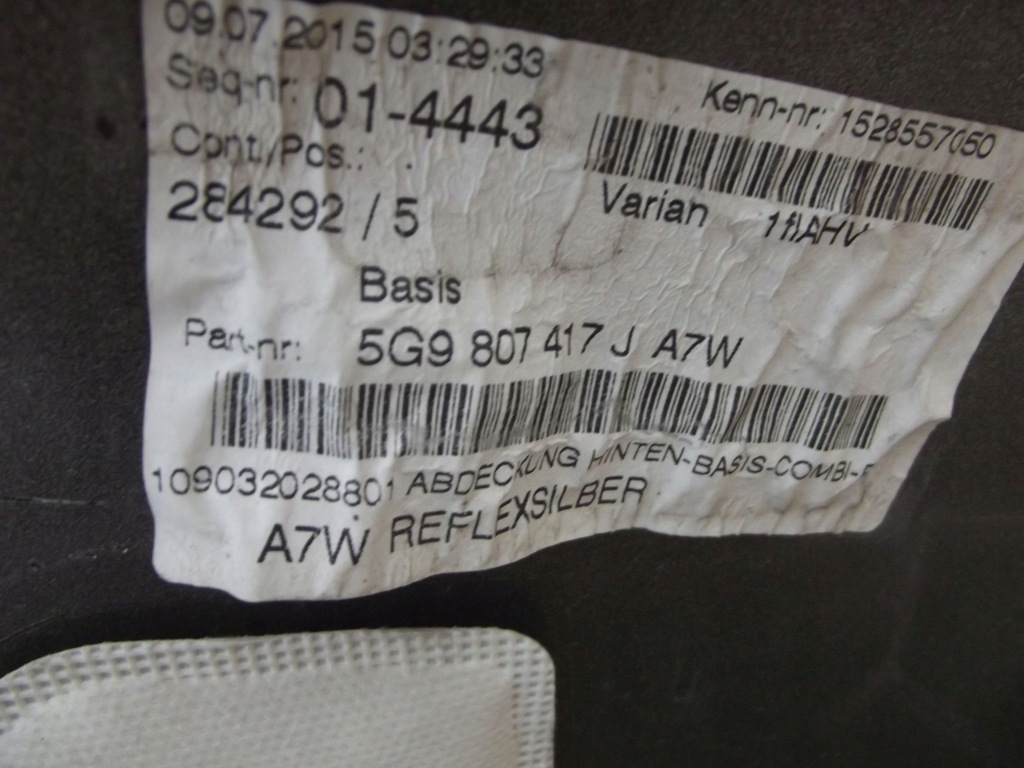 09.07.2015 03:29:33
Seq-nr: 01-4443
Kenn-nr: 1528557050
Cont./Pos.: .
284292 / 5
Varian
Basis
Part-nr: 5G9 807 417 J A7W
109032028801 ABDECKUNG HINTEN-BASIS-COMBI-
A7W REFLEXSILBER